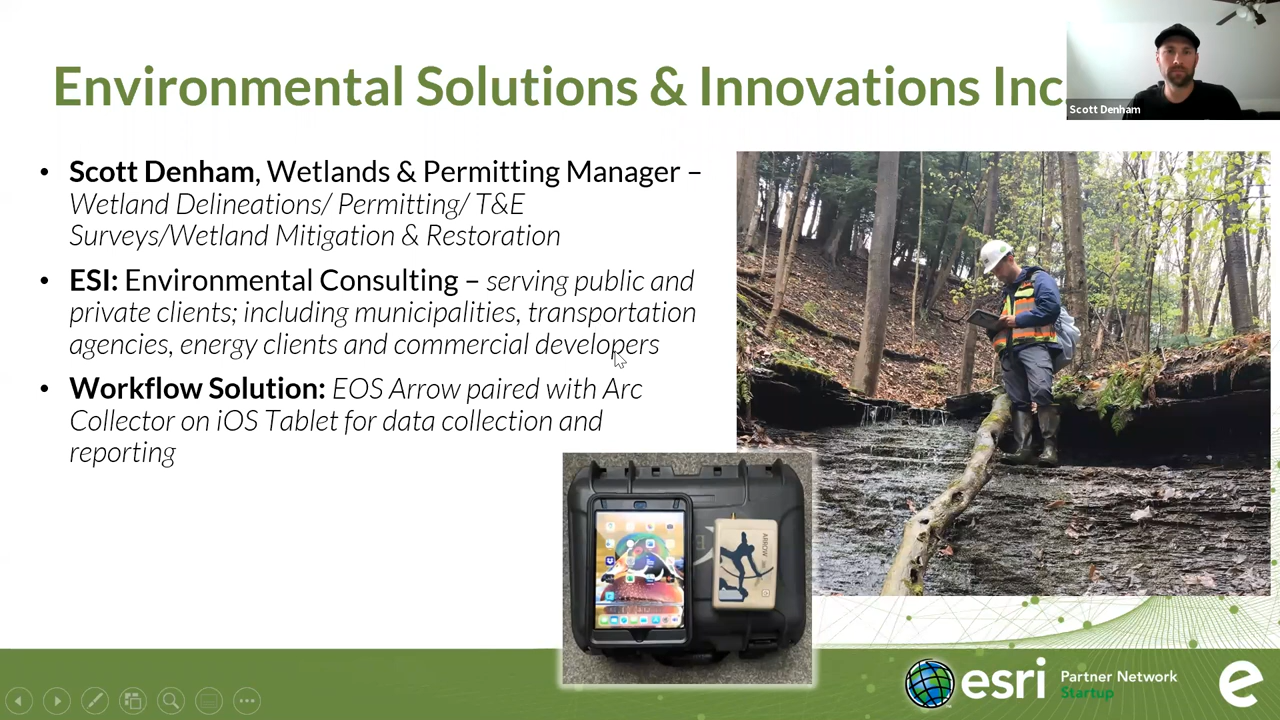 Environmental Solutions & Innovations Inc
Scott Denham
• Scott Denham, Wetlands & Permitting Manager –
Wetland Delineations/ Permitting/ T&E
Surveys/Wetland Mitigation & Restoration
• ESI: Environmental Consulting – serving public and
private clients; including municipalities, transportation
agencies, energy clients and commercial developers
• Workflow Solution: EOS Arrow paired with Arc
Collector on iOS Tablet for data collection and
reporting
ARROW
esri Partner Network
Startup
e